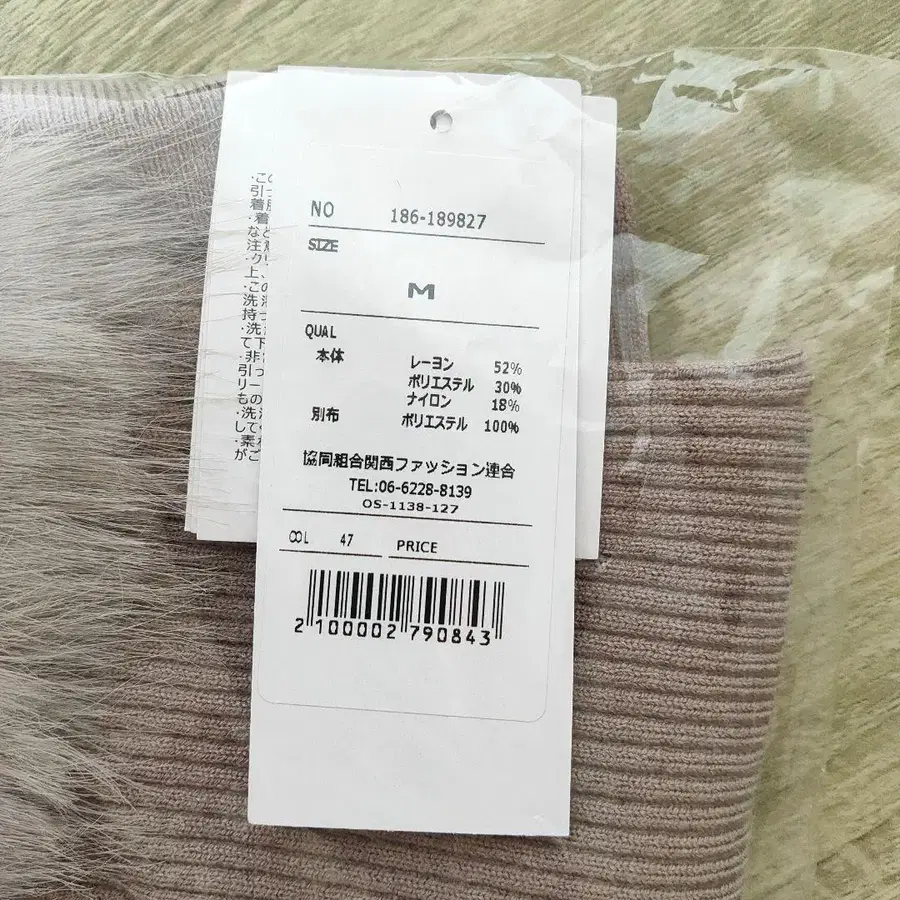 NO 186-189827
SIZE
M
QUAL
本体 レーヨン 52%
ポリエステル 30%
ナイロン 18%
別布 ポリエステル 100%
協同組合関西ファッション連合
TEL:06-6228-8139
OS-1138-127
COL 47 PRICE
2 100002 790843